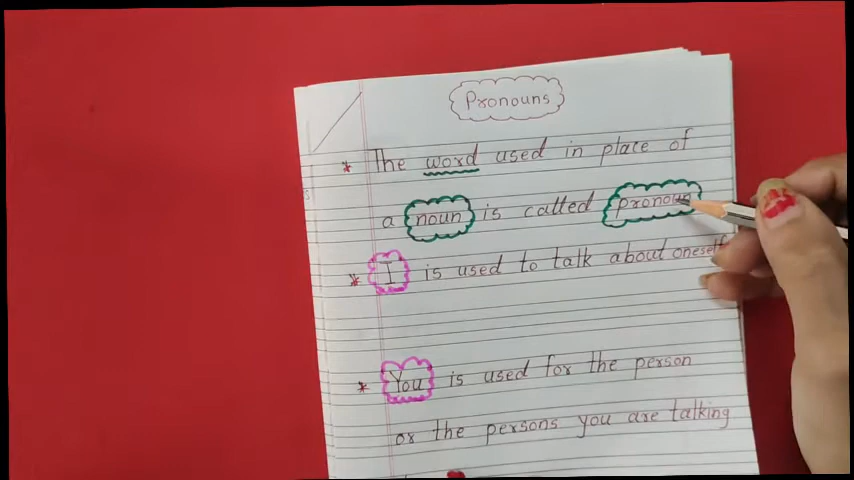 Pronouns
* The word used in place of
a noun is called pronoun
* I is used to talk about oneself
* You is used for the person
or the persons you are talking